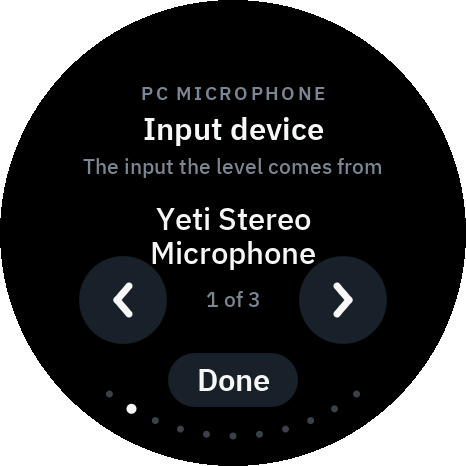 PC MICROPHONE
Input device
The input the level comes from
Yeti Stereo
Microphone
1 of 3
Done